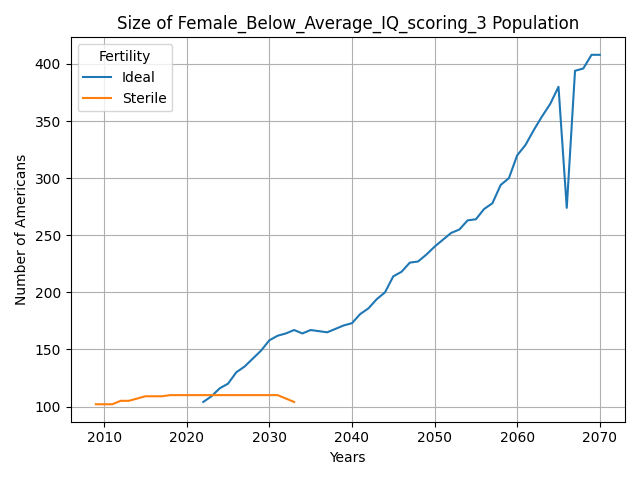 Size of Female_Below_Average_IQ_scoring_3 Population
Fertility
Ideal
Sterile
Number of Americans
400
350
300
250
200
150
100
2010 2020 2030 2040 2050 2060 2070
Years